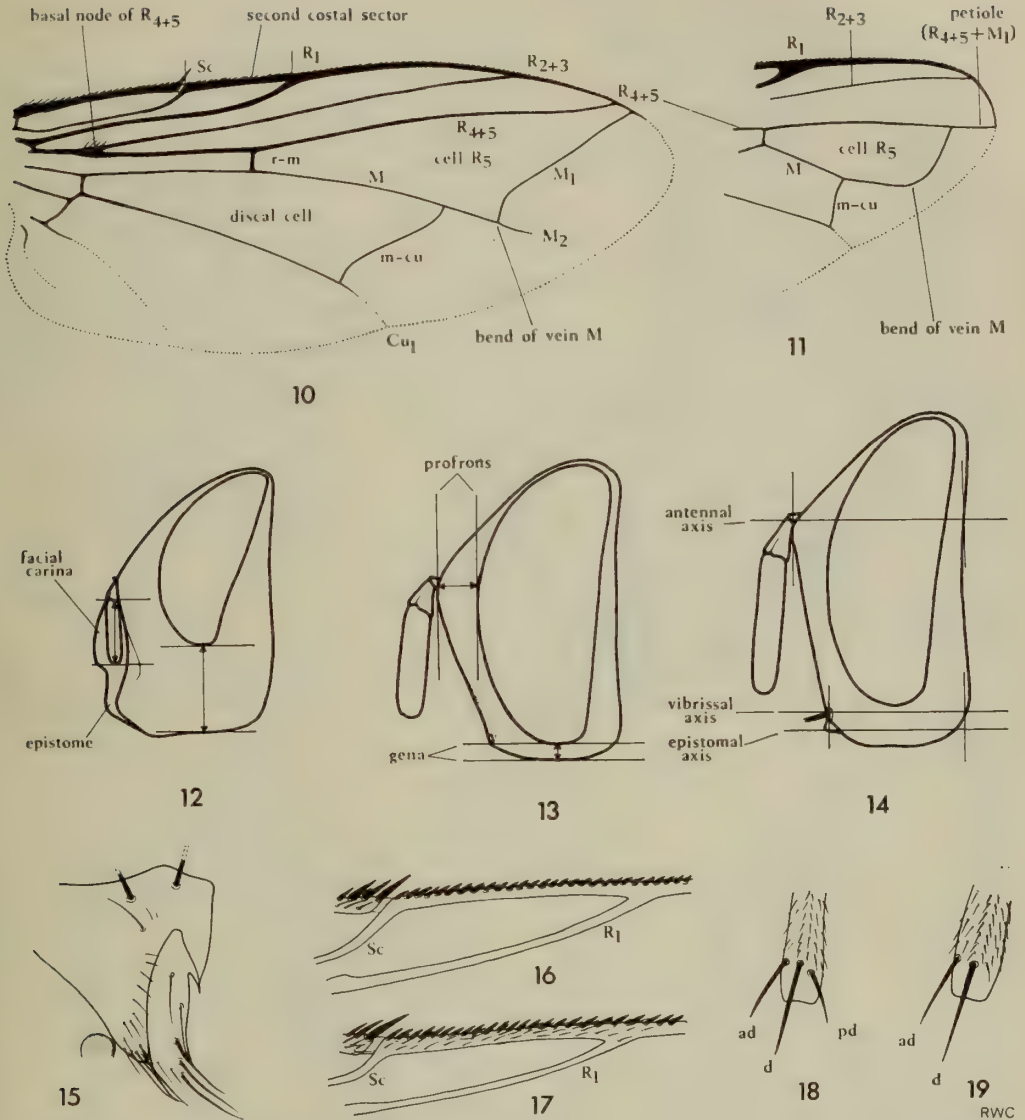 basal node of R4+5
second costal sector
Sc
R1
R2+3
R4+5
R4+5
cell R5
r-m
M
M1
discal cell
M2
m-cu
bend of vein M
Cu1
10
R2+3
petiole
(R4+5+M1)
R1
cell R5
M
m-cu
bend of vein M
11
facial
carina
epistome
12
profrons
gena
13
antennal
axis
vibrissal
axis
epistomal
axis
14
15
Sc
R1
16
Sc
R1
17
ad
d
pd
18
ad
d
19
RWC